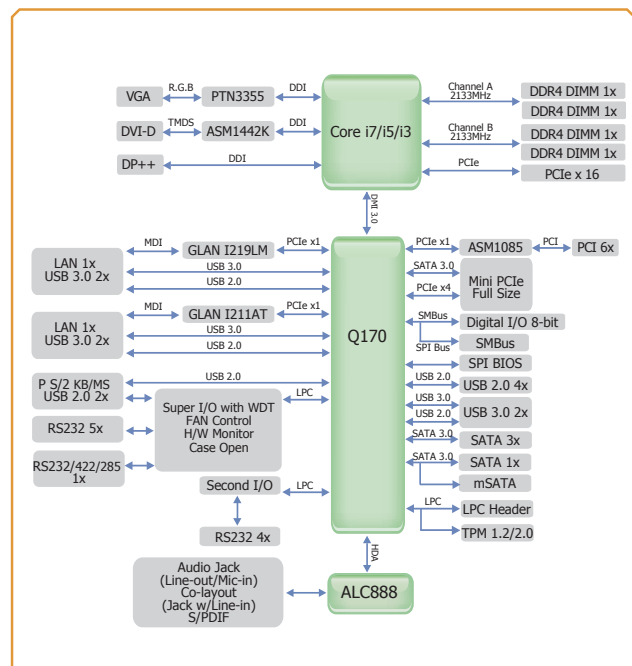 VGA
R.G.B
PTN3355
DDI
Core i7/i5/i3
Channel A
2133MHz
DDR4 DIMM 1x
DDR4 DIMM 1x
DVI-D
TMDS
ASM1442K
DDI
Channel B
2133MHz
DDR4 DIMM 1x
DDR4 DIMM 1x
DP++
DDI
PCIe
PCIe x 16
DMI 3.0
LAN 1x
USB 3.0 2x
MDI
GLAN I219LM
PCIe x1
USB 3.0
USB 2.0
Q170
PCIe x1
ASM1085
PCI
PCI 6x
SATA 3.0
PCIe x4
Mini PCIe
Full Size
LAN 1x
USB 3.0 2x
MDI
GLAN I211AT
PCIe x1
USB 3.0
USB 2.0
SMBus
Digital I/O 8-bit
SMBus
SPI Bus
SPI BIOS
P S/2 KB/MS
USB 2.0 2x
USB 2.0
USB 2.0
USB 2.0 4x
Super I/O with WDT
FAN Control
H/W Monitor
Case Open
LPC
USB 3.0
USB 2.0
USB 3.0 2x
RS232 5x
SATA 3.0
SATA 3x
RS232/422/285
1x
SATA 3.0
SATA 1x
mSATA
Second I/O
LPC
LPC
LPC Header
TPM 1.2/2.0
RS232 4x
HDA
Audio Jack
(Line-out/Mic-in)
Co-layout
(Jack w/Line-in)
S/PDIF
ALC888